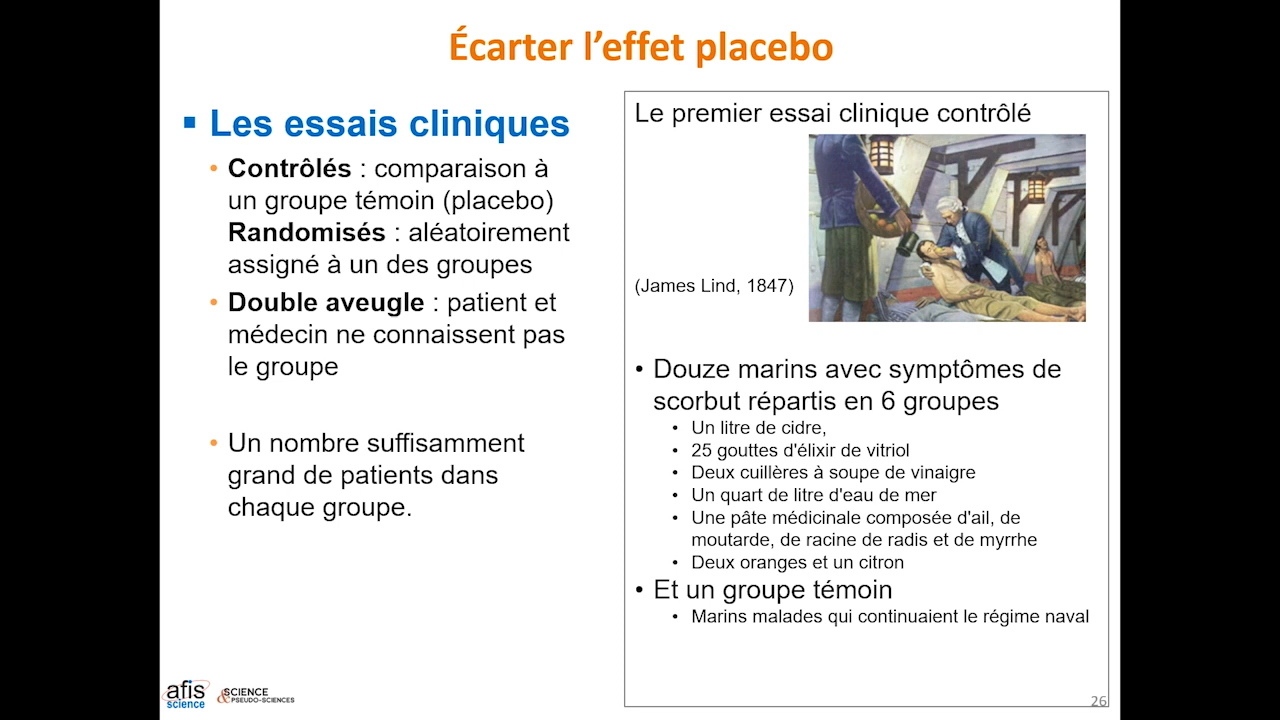 Écarter l’effet placebo
▪ Les essais cliniques
• Contrôlés : comparaison à
un groupe témoin (placebo)
Randomisés : aléatoirement
assigné à un des groupes
• Double aveugle : patient et
médecin ne connaissent pas
le groupe
• Un nombre suffisamment
grand de patients dans
chaque groupe.
Le premier essai clinique contrôlé
(James Lind, 1847)
• Douze marins avec symptômes de
scorbut répartis en 6 groupes
• Un litre de cidre,
• 25 gouttes d'élixir de vitriol
• Deux cuillères à soupe de vinaigre
• Un quart de litre d'eau de mer
• Une pâte médicinale composée d'ail, de
moutarde, de racine de radis et de myrrhe
• Deux oranges et un citron
• Et un groupe témoin
• Marins malades qui continuaient le régime naval
afis
science
SCIENCE
& PSEUDO-SCIENCES
26